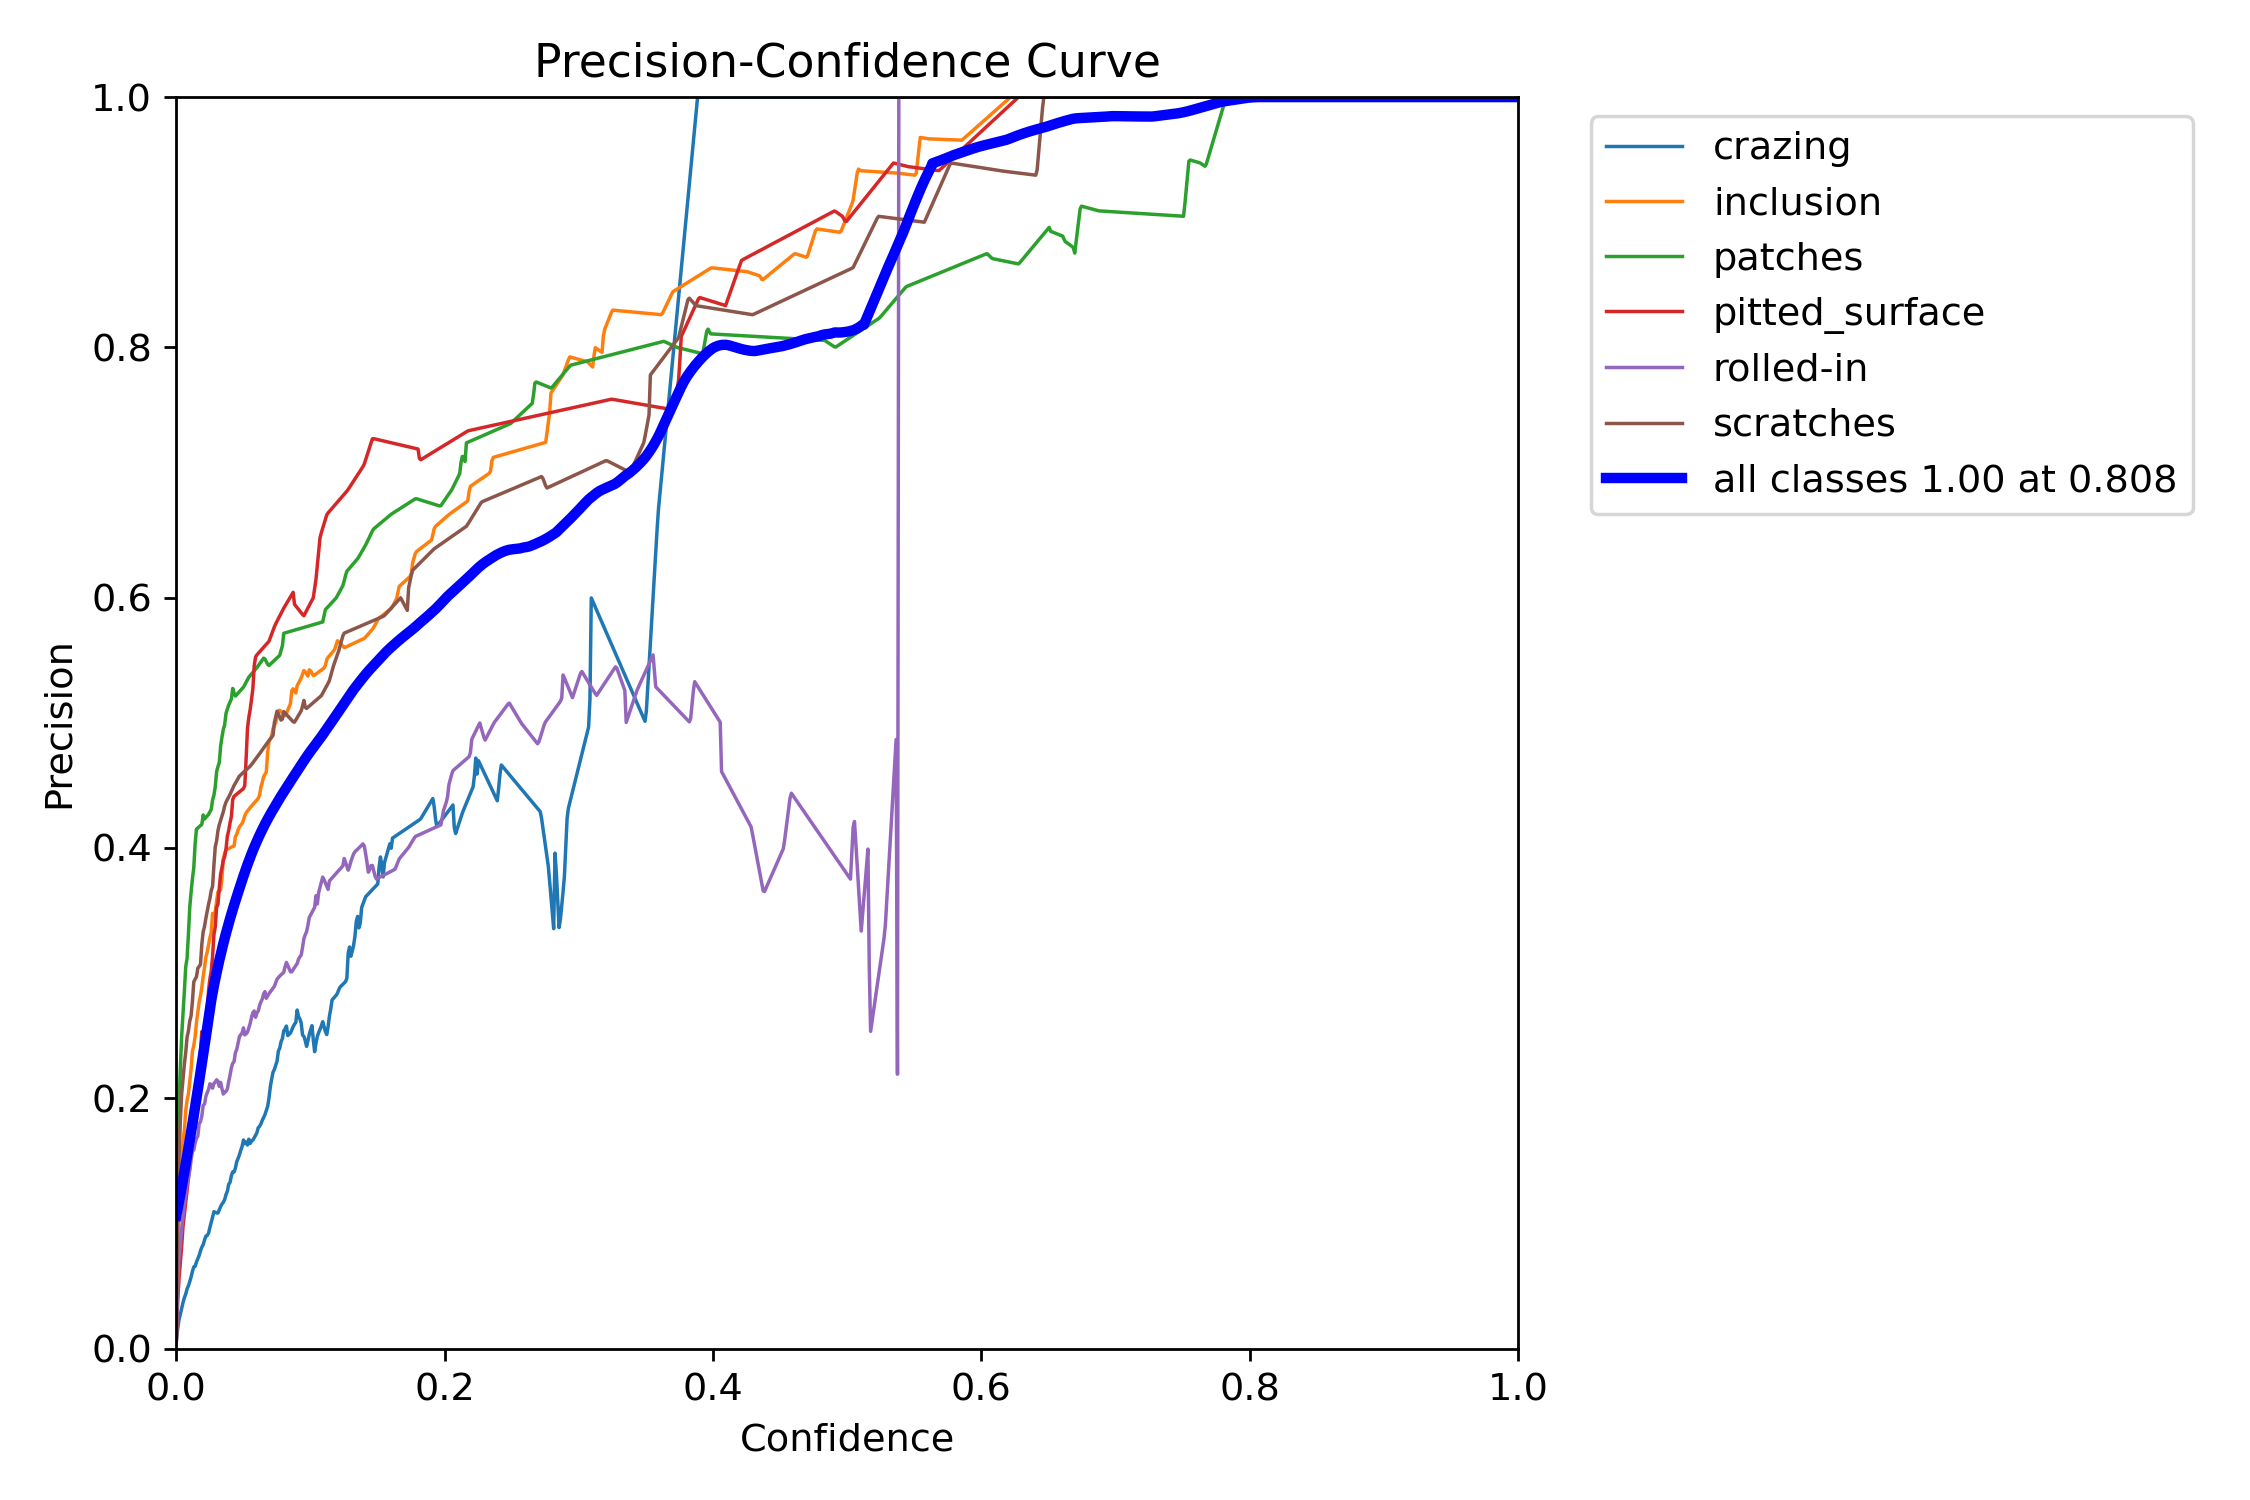 Precision-Confidence Curve
1.0
0.8
0.6
0.4
0.2
0.0
Precision
0.0 0.2 0.4 0.6 0.8 1.0
Confidence
crazing
inclusion
patches
pitted_surface
rolled-in
scratches
all classes 1.00 at 0.808